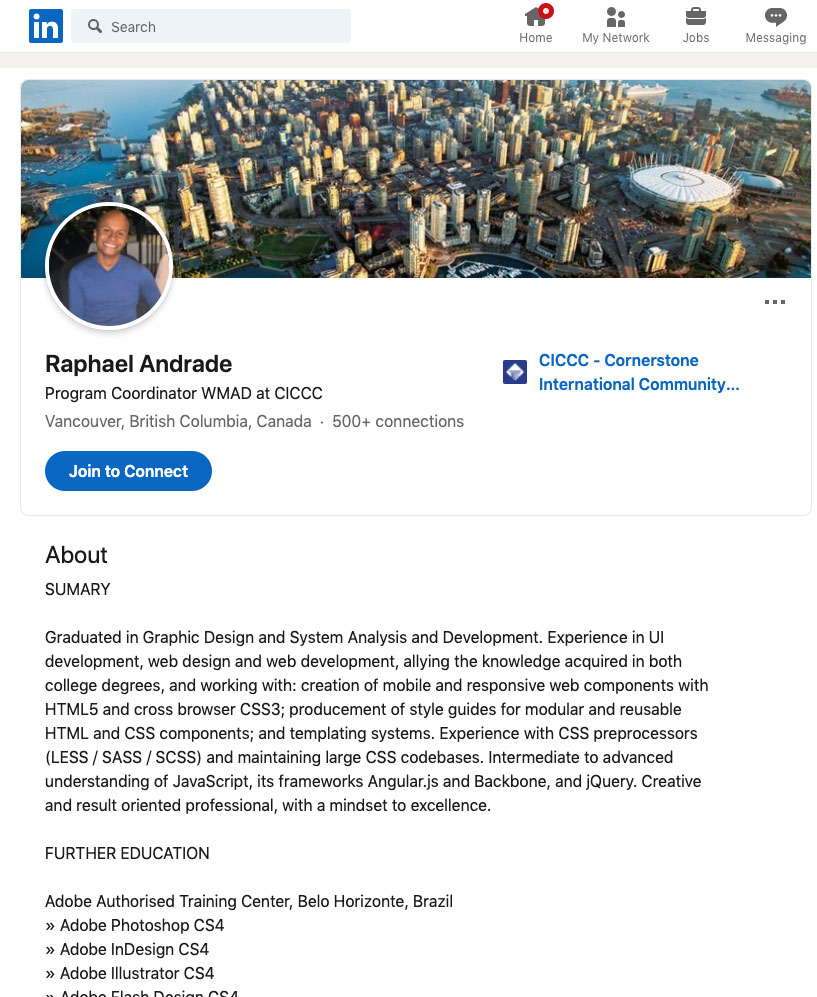 in
Search
Home
My Network
Jobs
Messaging
Raphael Andrade
Program Coordinator WMAD at CICCC
Vancouver, British Columbia, Canada · 500+ connections
CICCC - Cornerstone
International Community...
Join to Connect
About
SUMARY
Graduated in Graphic Design and System Analysis and Development. Experience in UI
development, web design and web development, allying the knowledge acquired in both
college degrees, and working with: creation of mobile and responsive web components with
HTML5 and cross browser CSS3; producement of style guides for modular and reusable
HTML and CSS components; and templating systems. Experience with CSS preprocessors
(LESS / SASS / SCSS) and maintaining large CSS codebases. Intermediate to advanced
understanding of JavaScript, its frameworks Angular.js and Backbone, and jQuery. Creative
and result oriented professional, with a mindset to excellence.
FURTHER EDUCATION
Adobe Authorised Training Center, Belo Horizonte, Brazil
» Adobe Photoshop CS4
» Adobe InDesign CS4
» Adobe Illustrator CS4
» Adobe Flash Design CS4